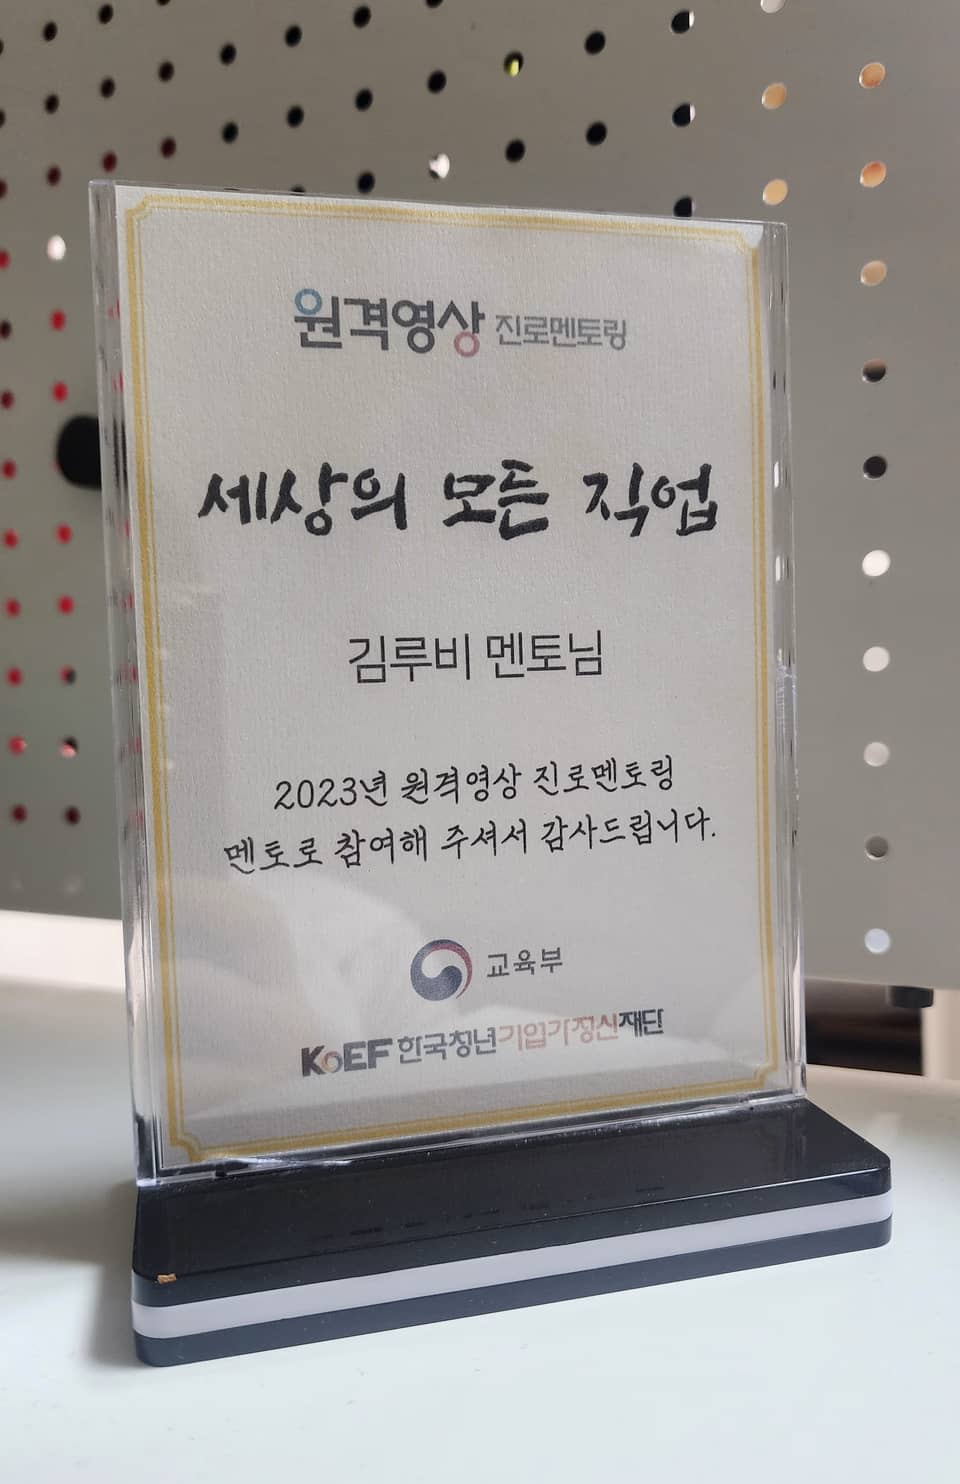 원격영상 진로멘토링
세상의 모든 직업
김루비 멘토님
2023년 원격영상 진로멘토링
멘토로 참여해 주셔서 감사드립니다.
교육부
KoEF 한국청년기업가정신재단